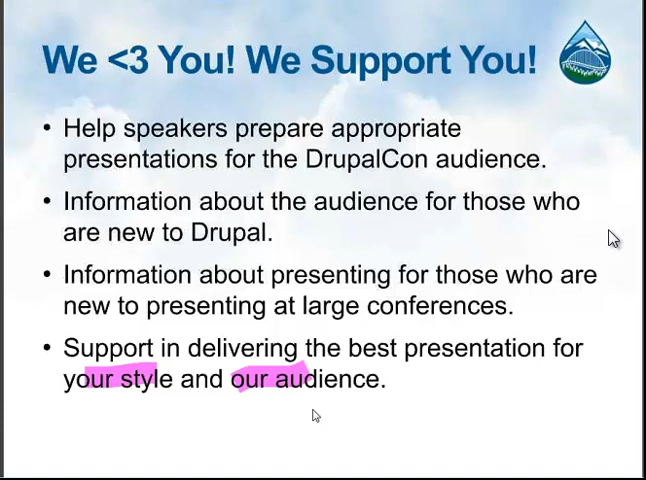 We <3 You! We Support You!
• Help speakers prepare appropriate
presentations for the DrupalCon audience.
• Information about the audience for those who
are new to Drupal.
• Information about presenting for those who are
new to presenting at large conferences.
• Support in delivering the best presentation for
your style and our audience.